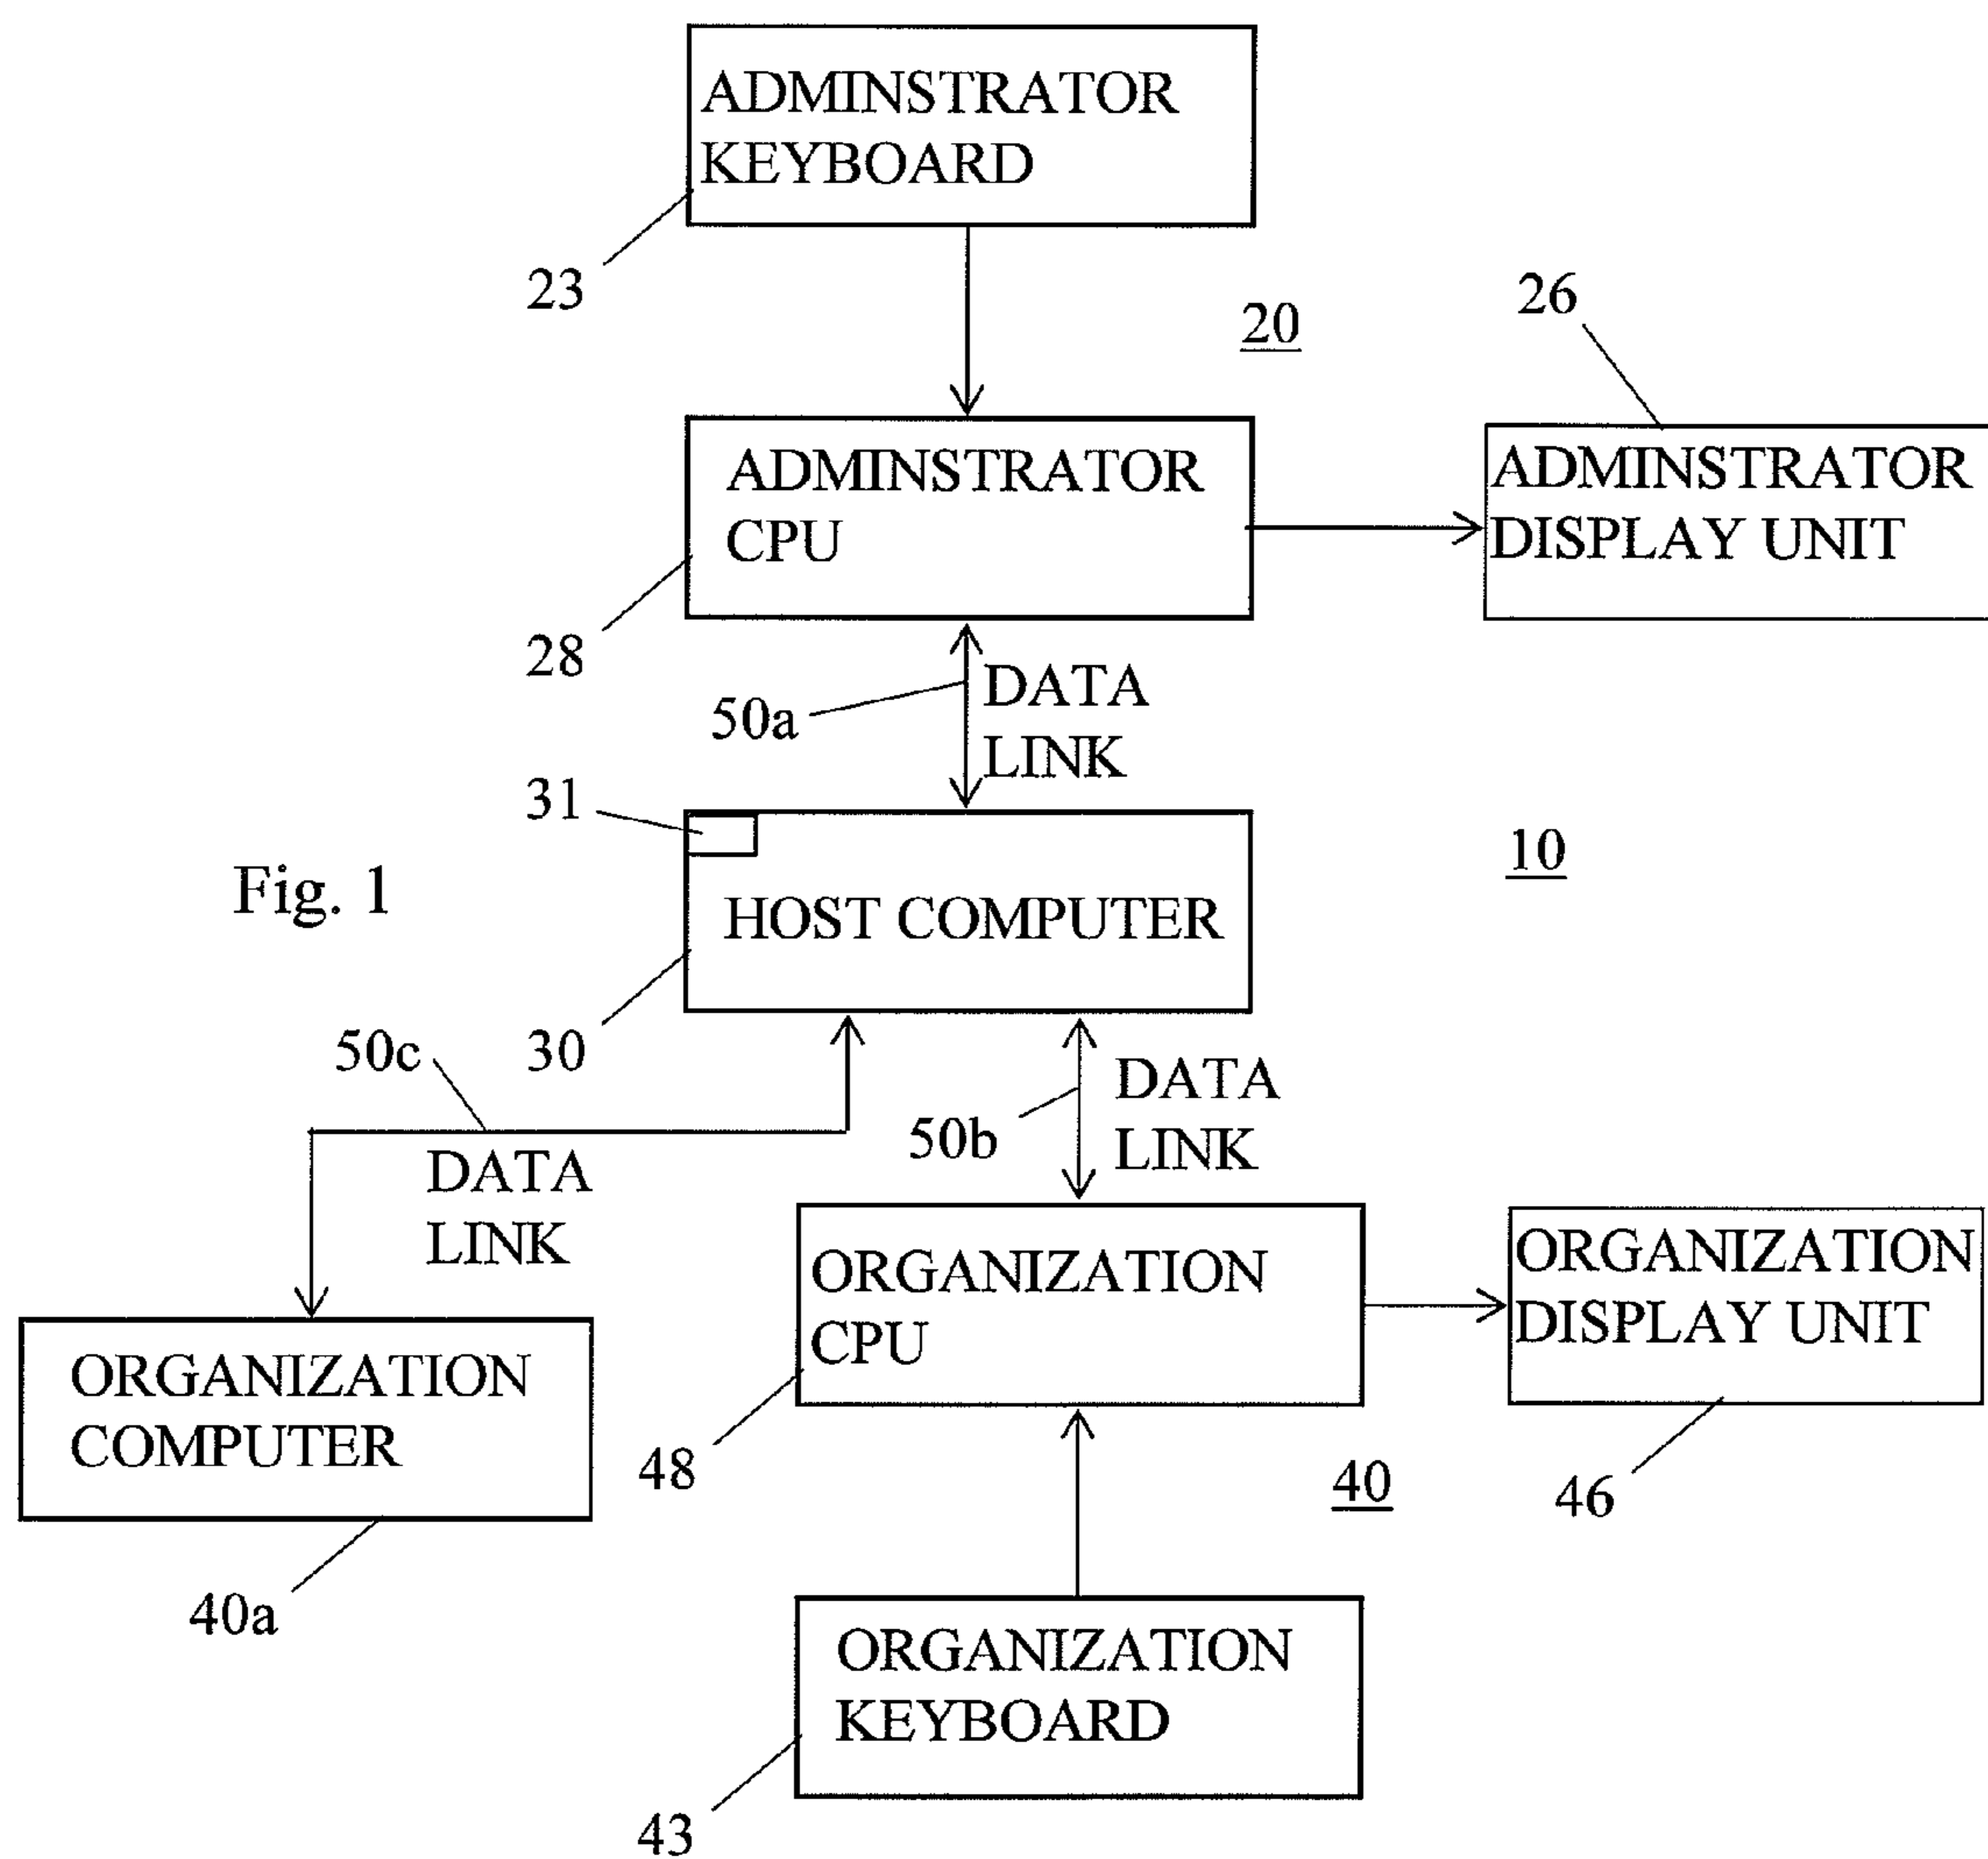 ADMINSTRATOR
KEYBOARD
23
20
26
ADMINSTRATOR
CPU
ADMINSTRATOR
DISPLAY UNIT
28
50a
DATA
LINK
31
10
Fig. 1
HOST COMPUTER
30
50c
DATA
LINK
50b
DATA
LINK
ORGANIZATION
CPU
ORGANIZATION
DISPLAY UNIT
ORGANIZATION
COMPUTER
48
40
46
40a
ORGANIZATION
KEYBOARD
43